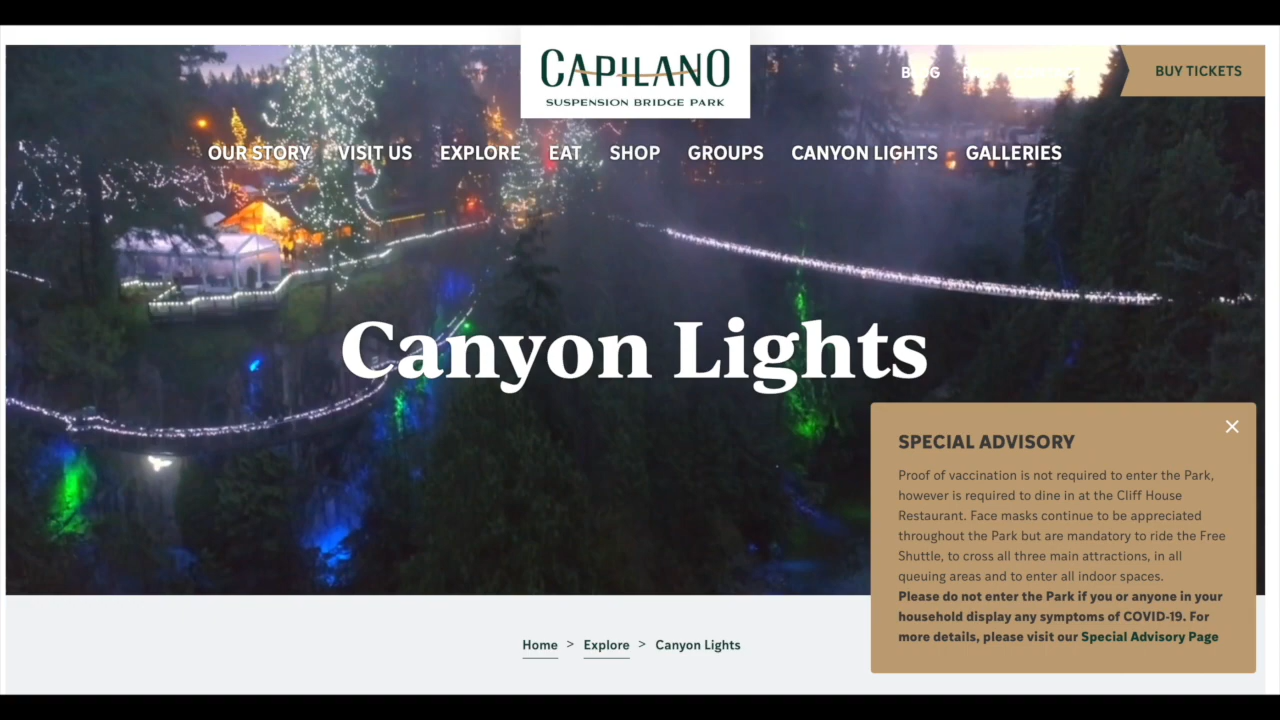 CAPILANO
SUSPENSION BRIDGE PARK
BLOG
BUY TICKETS
OUR STORY VISIT US EXPLORE EAT SHOP GROUPS CANYON LIGHTS GALLERIES
Canyon Lights
SPECIAL ADVISORY
Proof of vaccination is not required to enter the Park,
however is required to dine in at the Cliff House
Restaurant. Face masks continue to be appreciated
throughout the Park but are mandatory to ride the Free
Shuttle, to cross all three main attractions, in all
queuing areas and to enter all indoor spaces.
Please do not enter the Park if you or anyone in your
household display any symptoms of COVID-19. For
more details, please visit our Special Advisory Page
Home > Explore > Canyon Lights